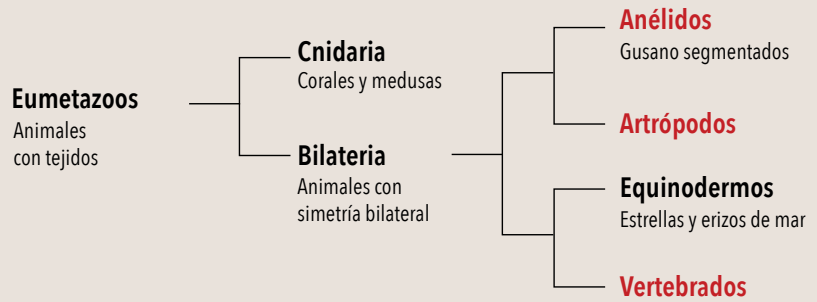 Eumetazoos
Animales
con tejidos
Cnidaria
Corales y medusas
Bilateria
Animales con
simetría bilateral
Anélidos
Gusano segmentados
Artrópodos
Equinodermos
Estrellas y erizos de mar
Vertebrados